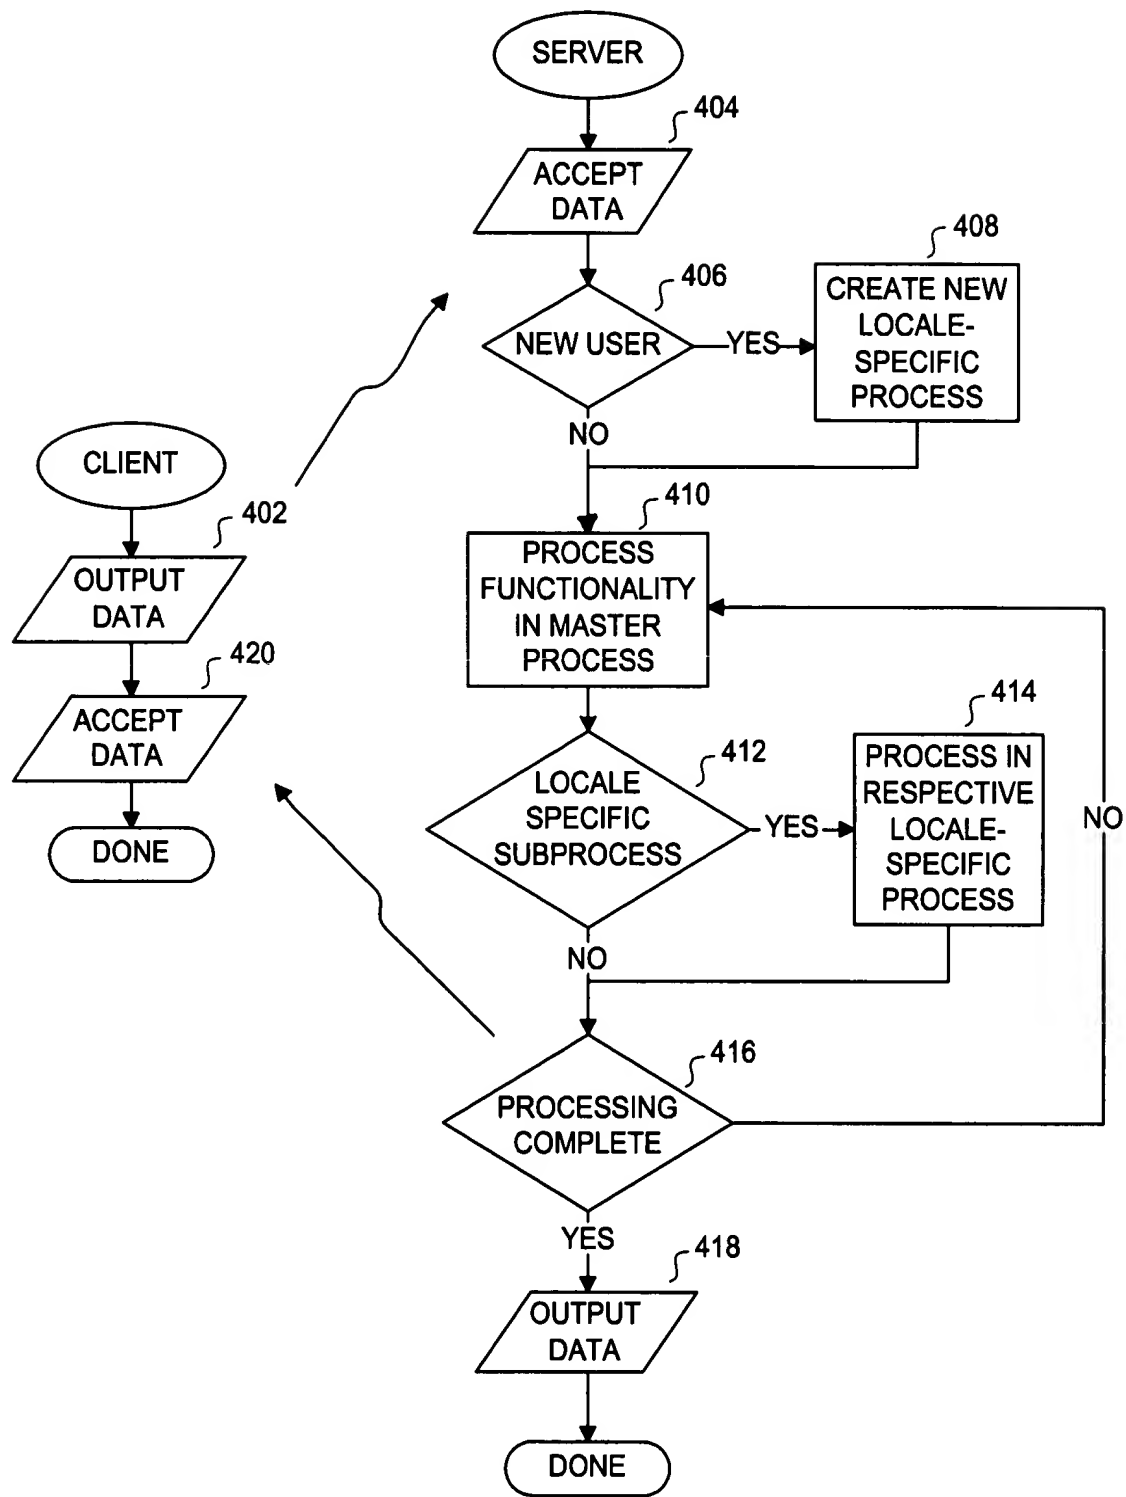 SERVER
404
ACCEPT
DATA
406
NEW USER
YES
408
CREATE NEW
LOCALE-
SPECIFIC
PROCESS
NO
CLIENT
402
OUTPUT
DATA
420
ACCEPT
DATA
DONE
410
PROCESS
FUNCTIONALITY
IN MASTER
PROCESS
412
LOCALE
SPECIFIC
SUBPROCESS
YES
414
PROCESS IN
RESPECTIVE
LOCALE-
SPECIFIC
PROCESS
NO
NO
416
PROCESSING
COMPLETE
YES
418
OUTPUT
DATA
DONE